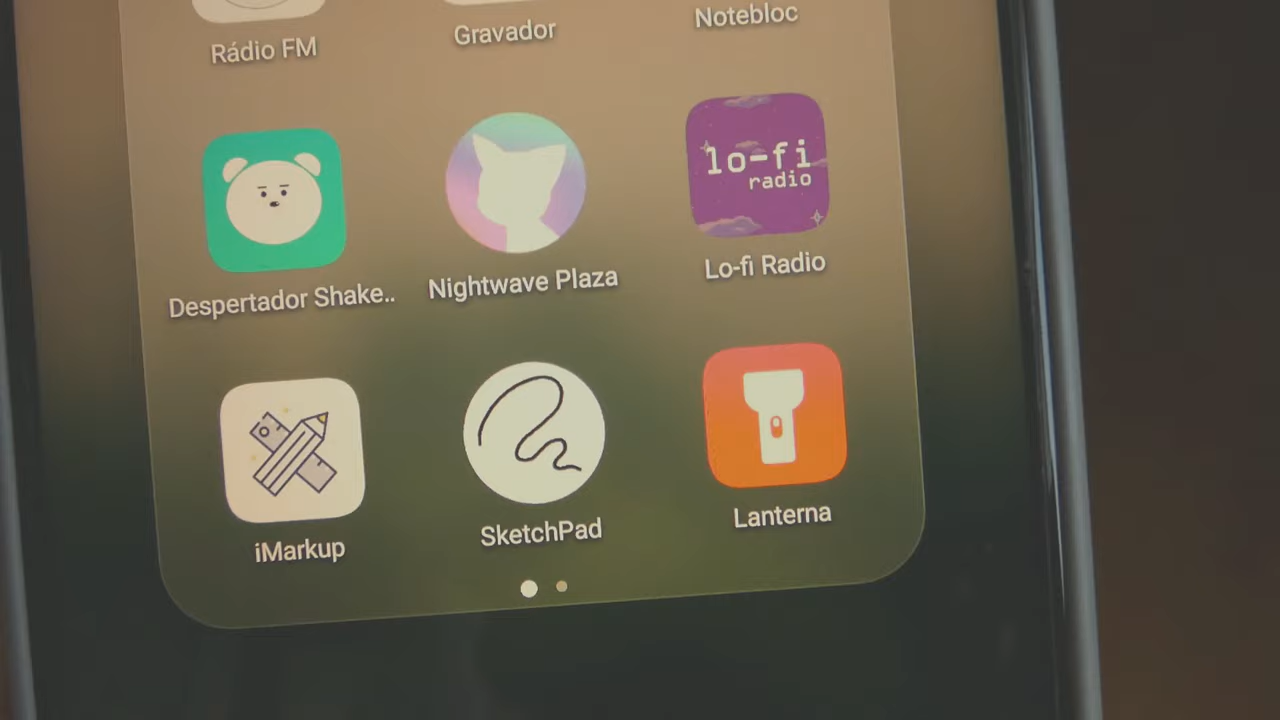 Rádio FM
Gravador
Notebloc
lo-fi
radio
Despertador Shake..
Nightwave Plaza
Lo-fi Radio
iMarkup
SketchPad
Lanterna